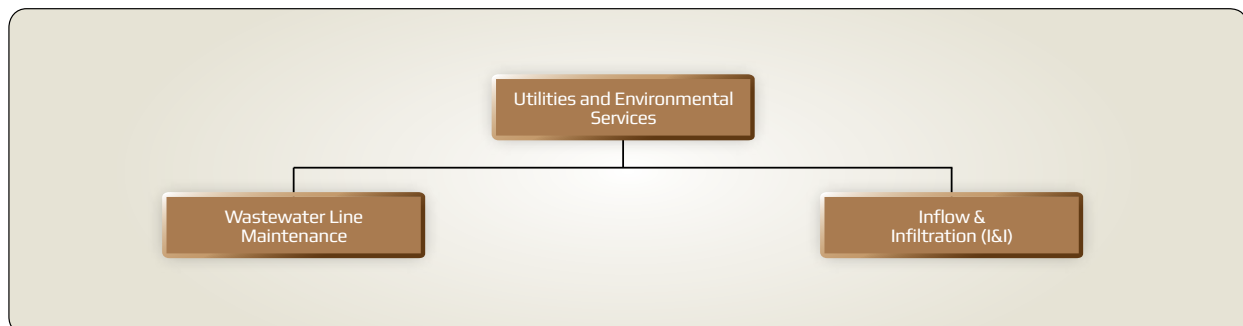 Utilities and Environmental
Services
Wastewater Line
Maintenance
Inflow &
Infiltration (I&I)